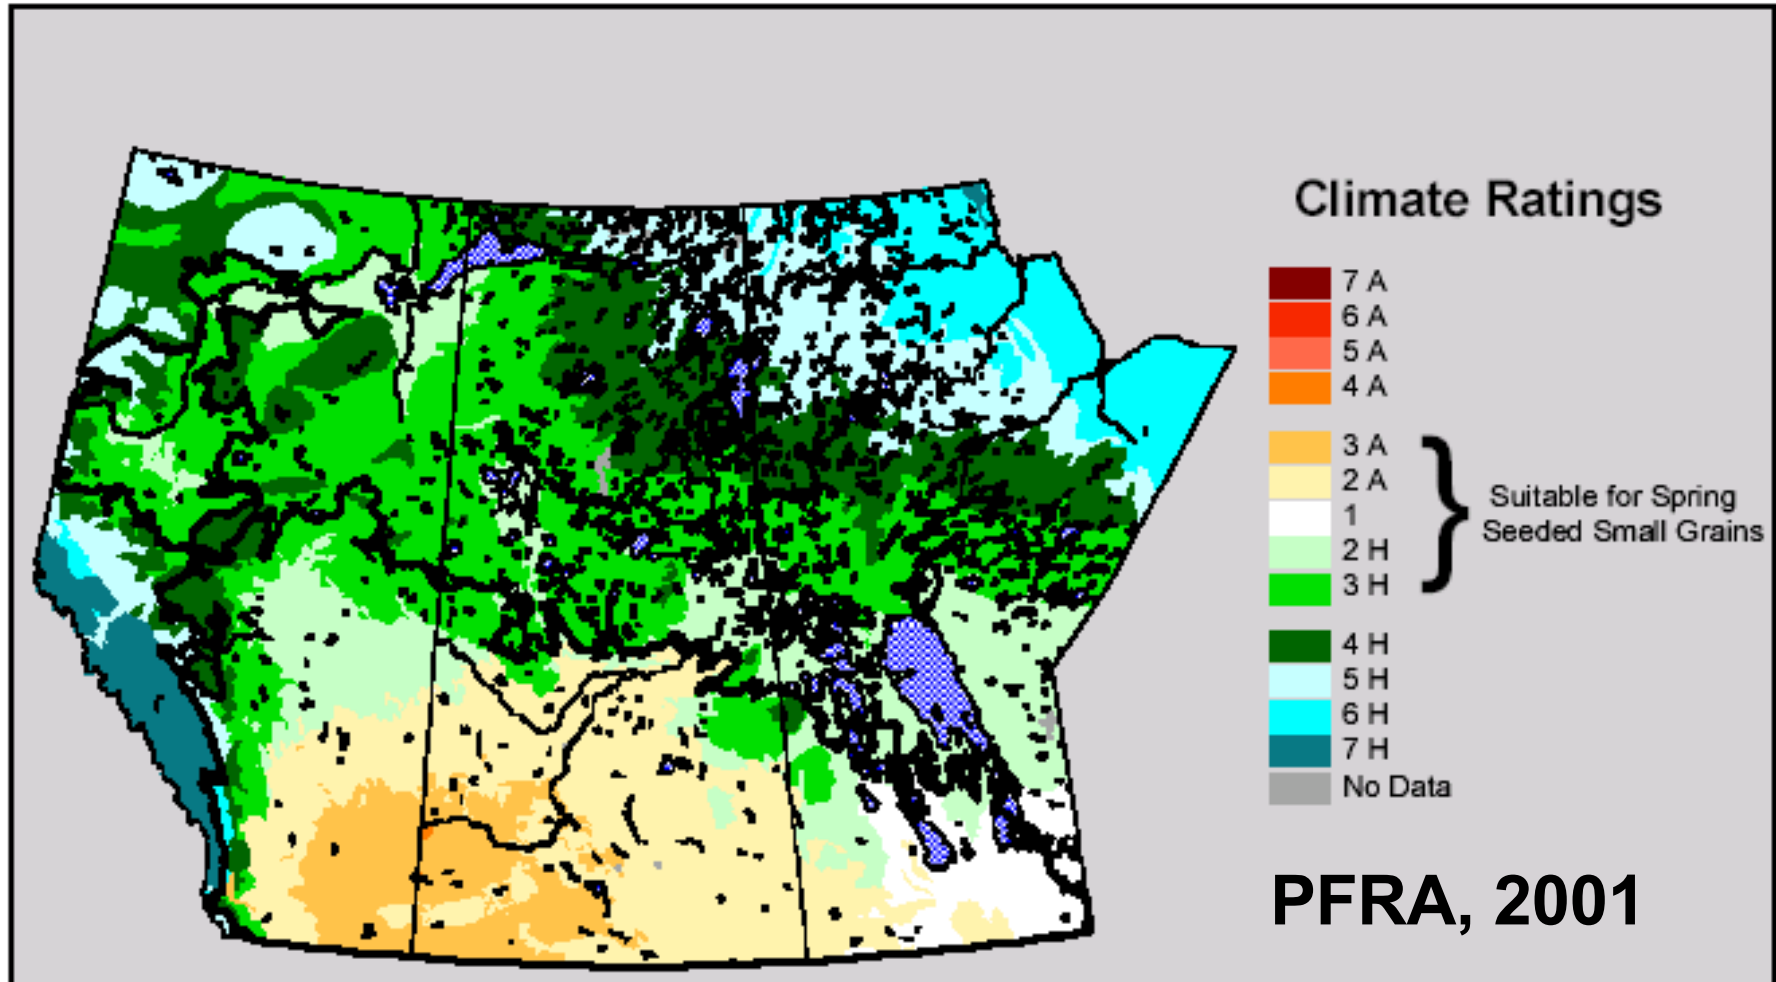 Climate Ratings
7 A
6 A
5 A
4 A
3 A
2 A
1
2 H
3 H
Suitable for Spring
Seeded Small Grains
4 H
5 H
6 H
7 H
No Data
PFRA, 2001